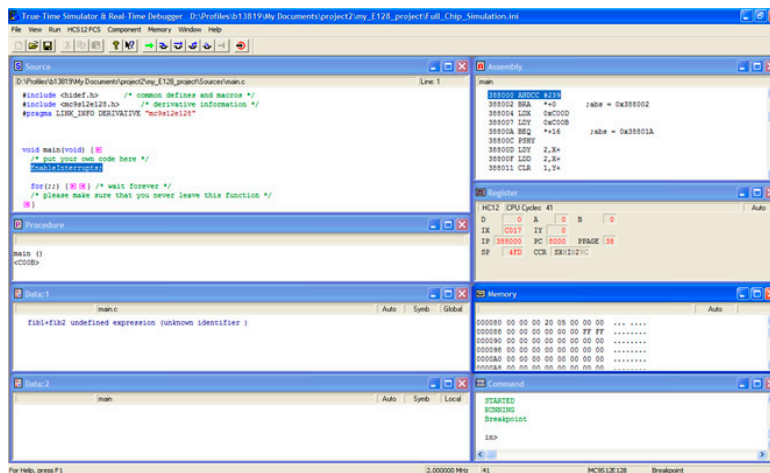 True-Time Simulator & Real-Time Debugger D:\Profiles\b13819\My Documents\project2\my_E128_project\Full_Chip_Simulation.ini
File View Run HCS12FCS Component Memory Window Help
Source
D:\Profiles\b13819\My Documents\project2\my_E128_project\Sources\main.c Line: 1
#include <hidef.h> /* common defines and macros */
#include <mc9s12e128.h> /* derivative information */
#pragma LINK_INFO DERIVATIVE "mc9s12e128"
void main(void) {
/* put your own code here */
EnableInterrupts;
for(;;) {} /* wait forever */
/* please make sure that you never leave this function */
}
Procedure
main ()
<C00B>
Data:1
main.c Auto Symb Global
fib1+fib2 undefined expression (unknown identifier )
Data:2
main Auto Symb Local
Assembly
main
388000 ANDCC #239
388002 BRA *+0 ;abs = 0x388002
388004 LDX 0xC00D
388007 LDY 0xC00B
38800A BEQ *+16 ;abs = 0x38801A
38800C PSHY
38800D LDY 2,X+
38800F LDD 2,X+
388011 CLR 1,Y+
Register
HC12 CPU Cycles: 41 Auto
D 0 A 0 B 0
IX C017 IY 0
IP 388000 PC 8000 PPAGE 38
SP 4FD CCR SXHINZVC
Memory
Auto
000080 00 00 00 20 05 00 00 00 ... ....
000088 00 00 00 00 00 00 FF FF ........
000090 00 00 00 00 00 00 00 00 ........
000098 00 00 00 00 00 00 00 00 ........
0000A0 00 00 00 00 00 00 00 00 ........
0000A8 00 00 00 00 00 00 00 00 ........
Command
STARTED
RUNNING
Breakpoint
in>
For Help, press F1 2.000000 MHz 41 MC9S12E128 Breakpoint